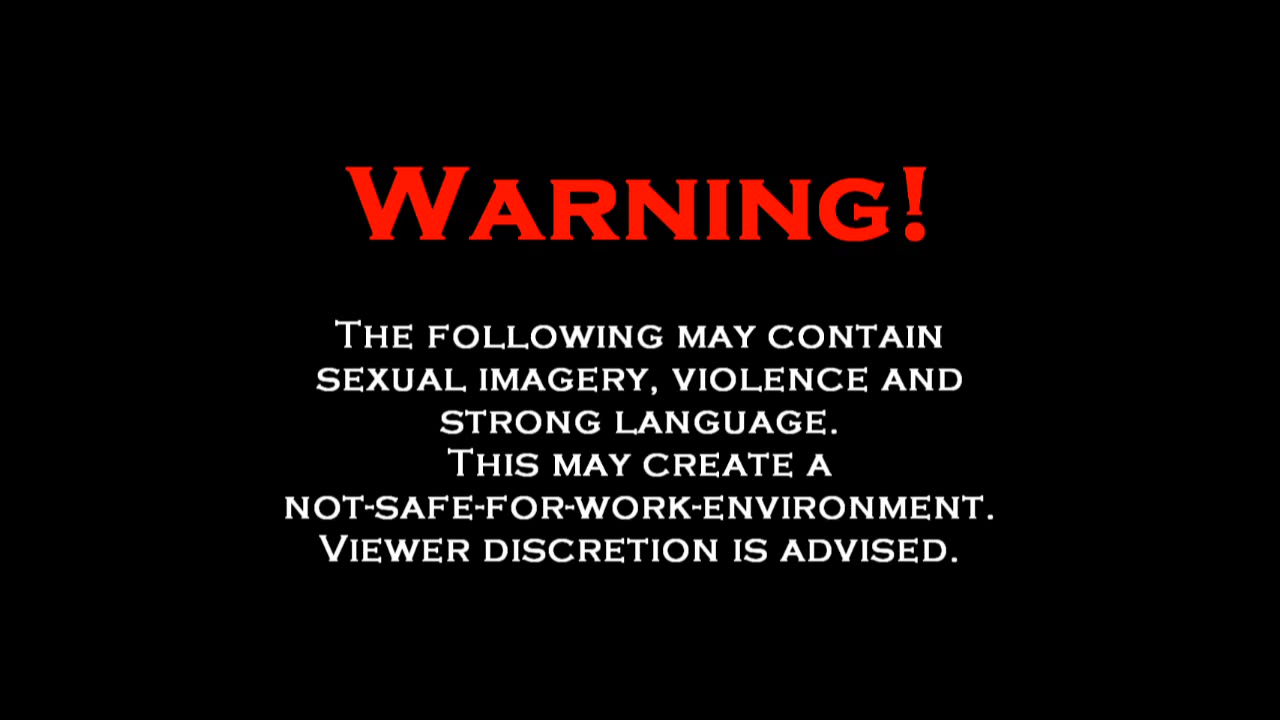 Warning!
The following may contain
sexual imagery, violence and
strong language.
This may create a
not-safe-for-work-environment.
Viewer discretion is advised.